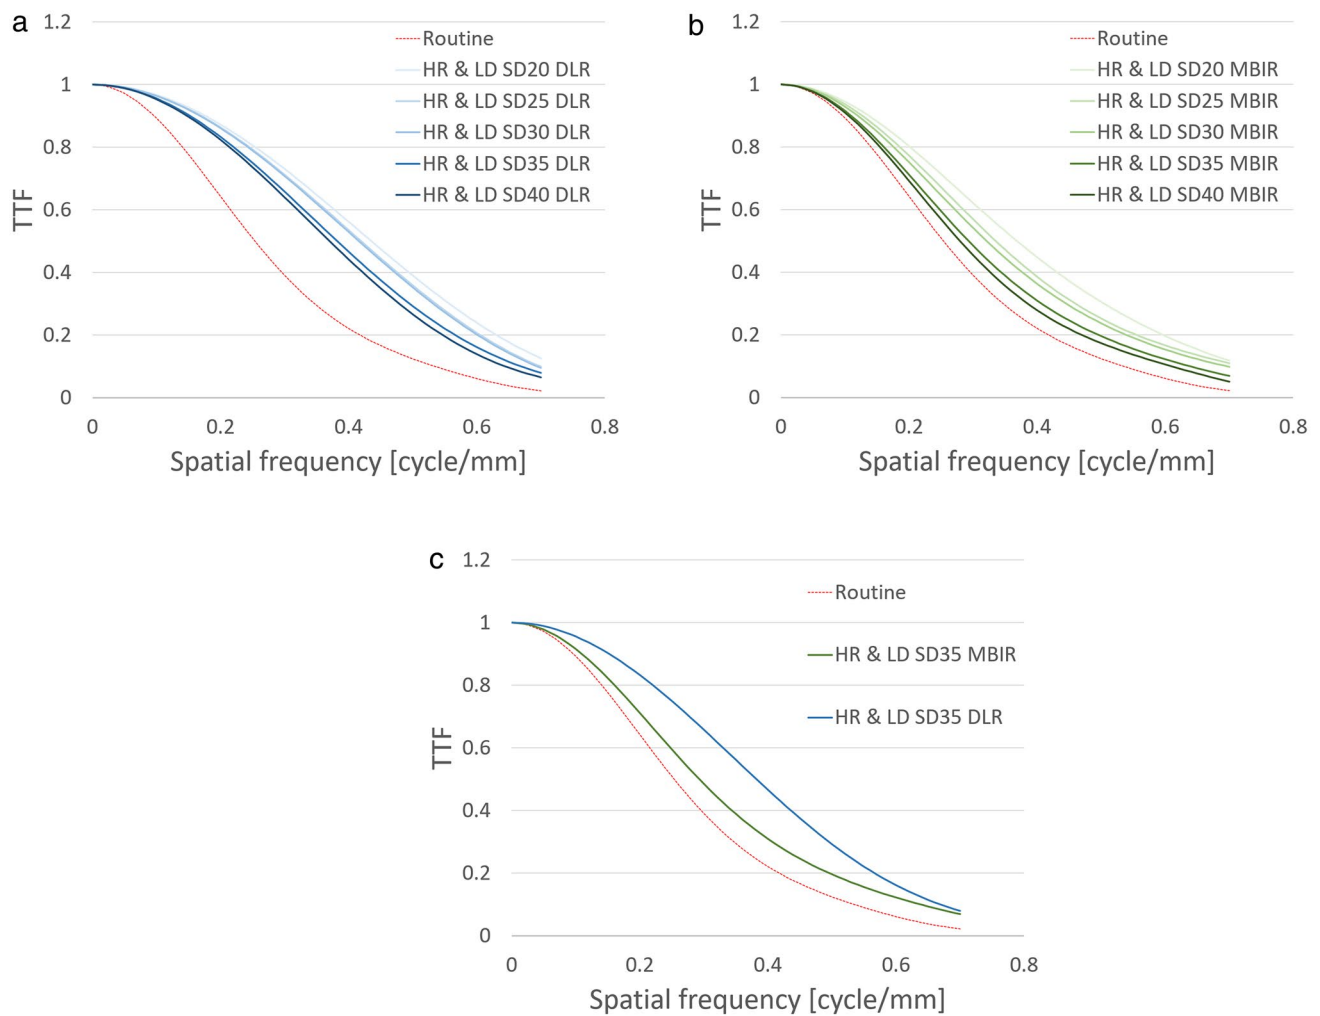 a
1.2
1
0.8
0.6
0.4
0.2
0
TTF
0 0.2 0.4 0.6 0.8
Spatial frequency [cycle/mm]
Routine
HR & LD SD20 DLR
HR & LD SD25 DLR
HR & LD SD30 DLR
HR & LD SD35 DLR
HR & LD SD40 DLR
b
1.2
1
0.8
0.6
0.4
0.2
0
TTF
0 0.2 0.4 0.6 0.8
Spatial frequency [cycle/mm]
Routine
HR & LD SD20 MBIR
HR & LD SD25 MBIR
HR & LD SD30 MBIR
HR & LD SD35 MBIR
HR & LD SD40 MBIR
c
1.2
1
0.8
0.6
0.4
0.2
0
TTF
0 0.2 0.4 0.6 0.8
Spatial frequency [cycle/mm]
Routine
HR & LD SD35 MBIR
HR & LD SD35 DLR